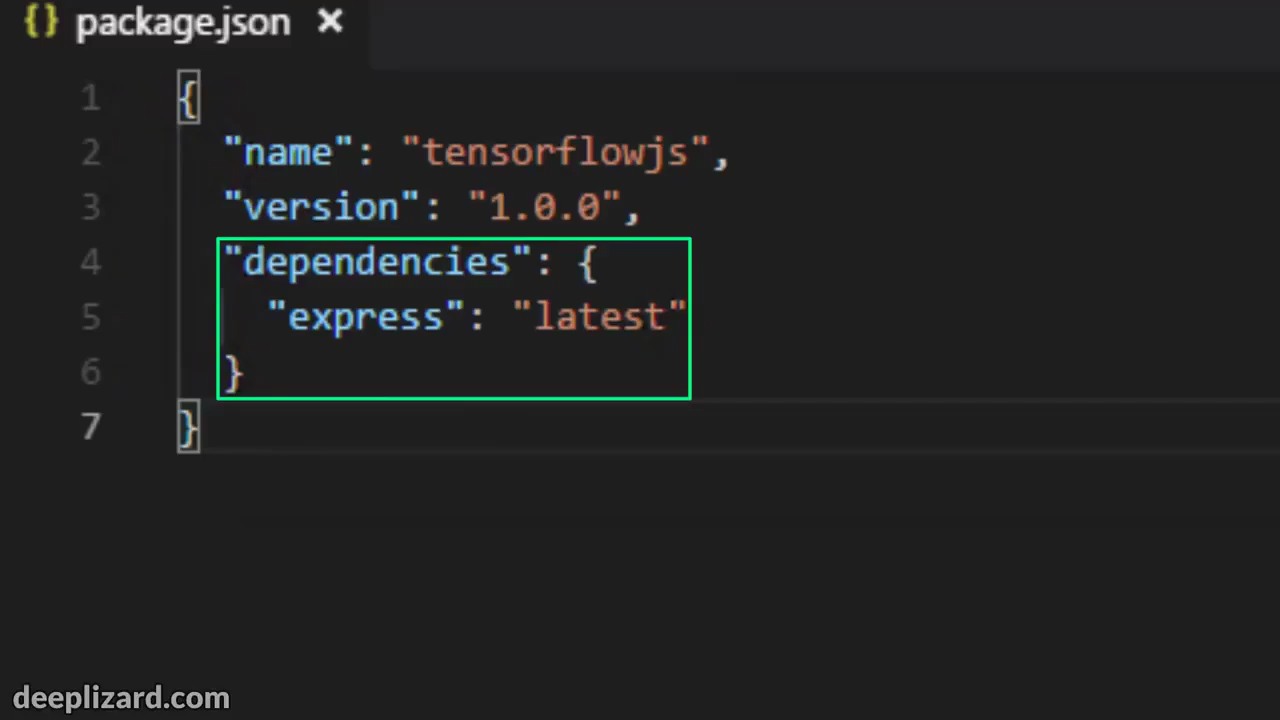 {} package.json ×
1 {
2 "name": "tensorflowjs",
3 "version": "1.0.0",
4 "dependencies": {
5 "express": "latest"
6 }
7 }
deeplizard.com